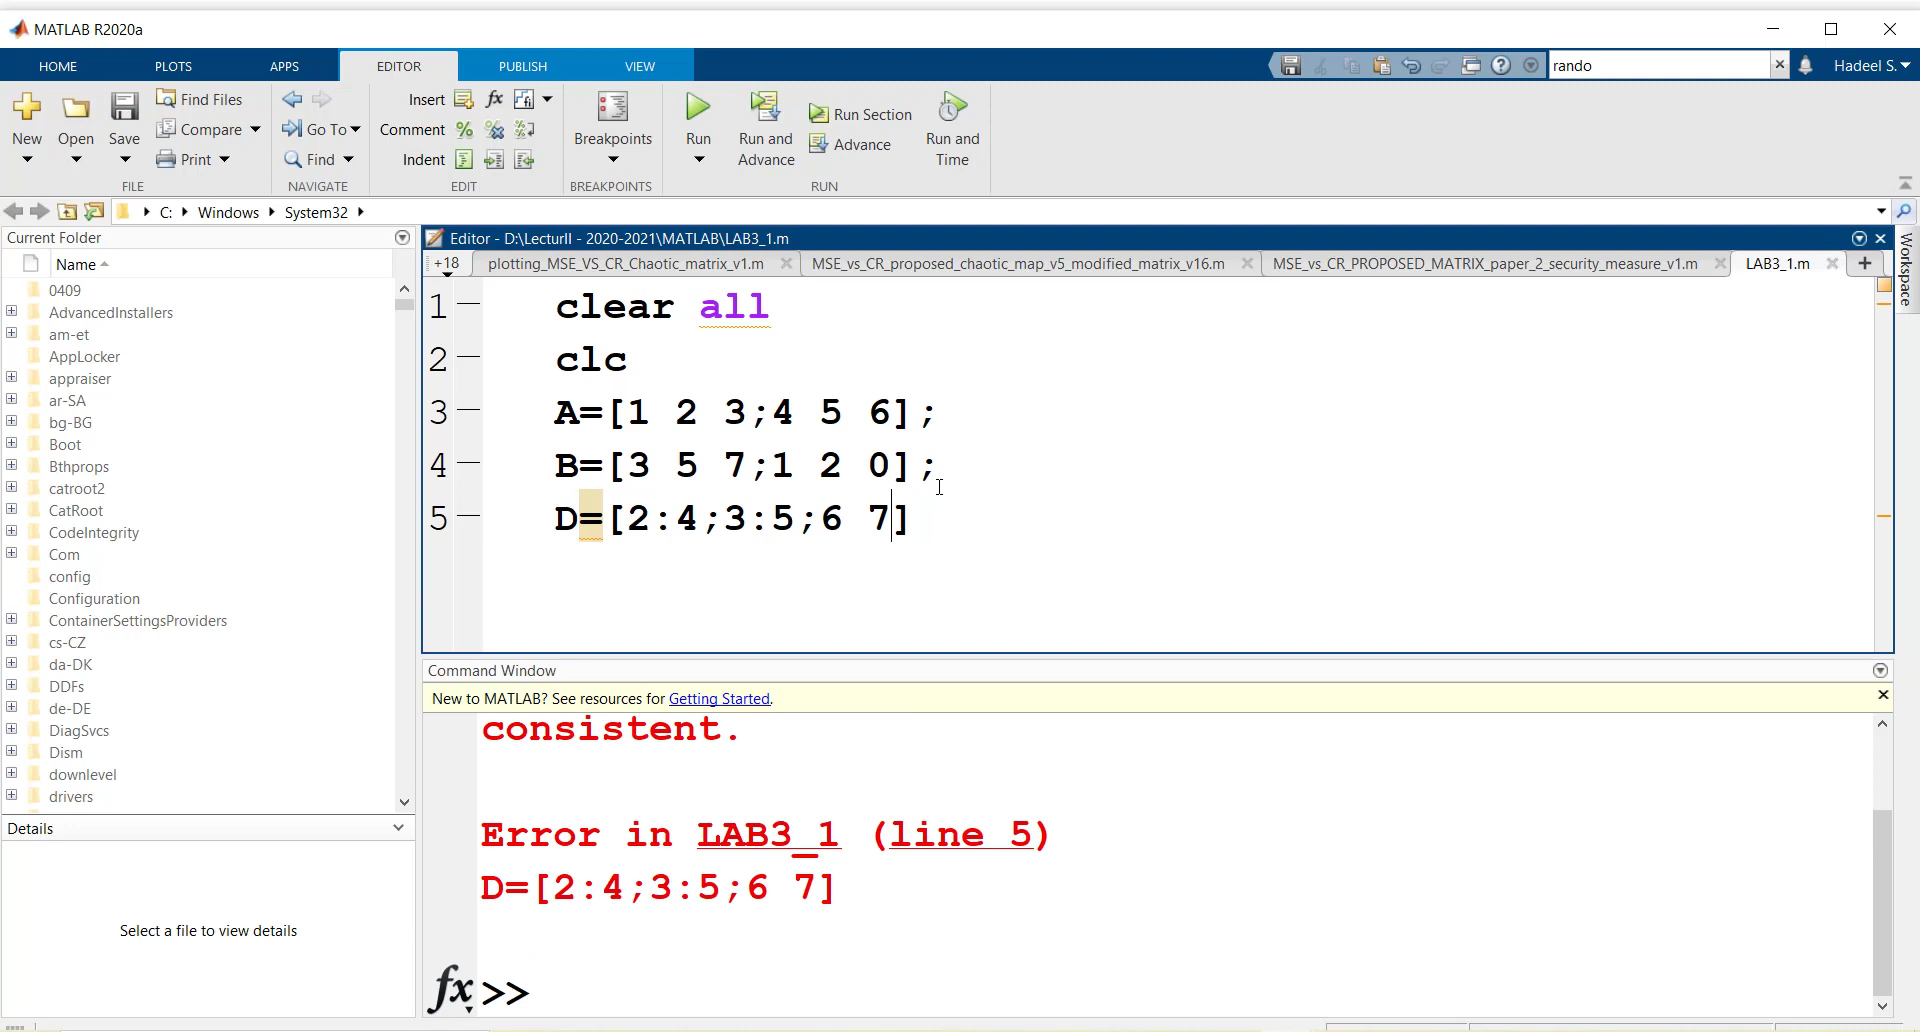 MATLAB R2020a
HOME PLOTS APPS EDITOR PUBLISH VIEW rando Hadeel S.
New Open Save Find Files Compare Print
Go To Find
Insert fx
Comment
Indent
Breakpoints
Run Run and Advance Run Section Advance Run and Time
FILE NAVIGATE EDIT BREAKPOINTS RUN
C: Windows System32
Current Folder
Name
0409
AdvancedInstallers
am-et
AppLocker
appraiser
ar-SA
bg-BG
Boot
Bthprops
catroot2
CatRoot
CodeIntegrity
Com
config
Configuration
ContainerSettingsProviders
cs-CZ
da-DK
DDFs
de-DE
DiagSvcs
Dism
downlevel
drivers
Details
Select a file to view details
Editor - D:\LecturII - 2020-2021\MATLAB\LAB3_1.m
+18 plotting_MSE_VS_CR_Chaotic_matrix_v1.m MSE_vs_CR_proposed_chaotic_map_v5_modified_matrix_v16.m MSE_vs_CR_PROPOSED_MATRIX_paper_2_security_measure_v1.m LAB3_1.m
1 clear all
2 clc
3 A=[1 2 3;4 5 6];
4 B=[3 5 7;1 2 0];
5 D=[2:4;3:5;6 7]
Workspace
Command Window
New to MATLAB? See resources for Getting Started.
consistent.
Error in LAB3_1 (line 5)
D=[2:4;3:5;6 7]
fx >>